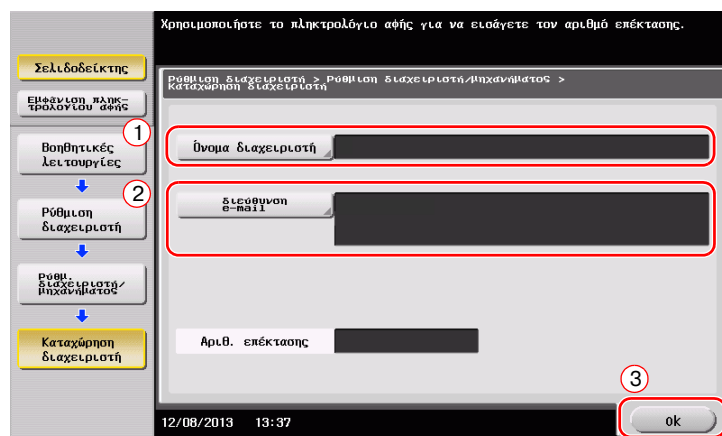 Χρησιμοποιήστε το πληκτρολόγιο αφής για να εισάγετε τον αριθμό επέκτασης.
Σελιδοδείκτης
Εμφάνιση πληκ-
τρολογίου αφής
Ρύθμιση διαχειριστή > Ρύθμιση διαχειριστή/μηχανήματος >
Καταχώρηση διαχειριστή
1
Βοηθητικές
λειτουργίες
Όνομα διαχειριστή
2
Ρύθμιση
διαχειριστή
διεύθυνση
e-mail
Ρύθμ.
διαχειριστή/
μηχανήματος
Καταχώρηση
διαχειριστή
Αριθ. επέκτασης
3
12/08/2013 13:37
ok